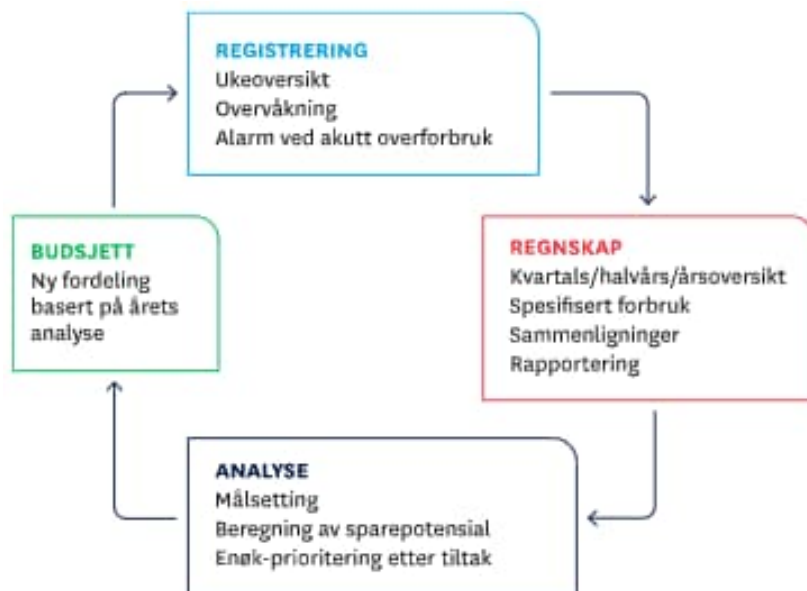 REGISTRERING
Ukeoversikt
Overvåkning
Alarm ved akutt overforbruk
REGNSKAP
Kvartals/halvårs/årsoversikt
Spesifisert forbruk
Sammenligninger
Rapportering
ANALYSE
Målsetting
Beregning av sparepotensial
Enøk-prioritering etter tiltak
BUDSJETT
Ny fordeling
basert på årets
analyse